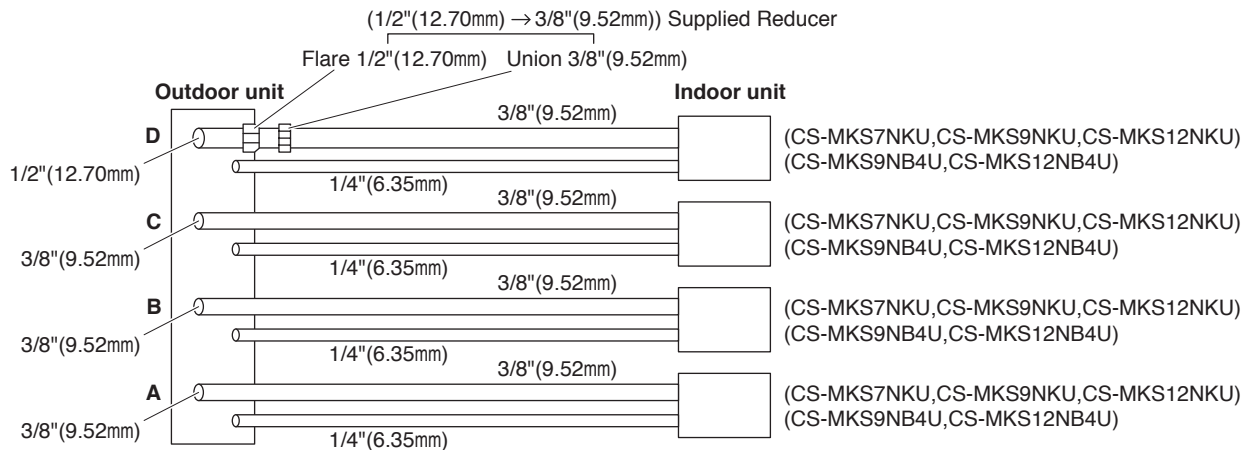 (1/2"(12.70mm) → 3/8"(9.52mm)) Supplied Reducer
Flare 1/2"(12.70mm) Union 3/8"(9.52mm)
Outdoor unit Indoor unit
3/8"(9.52mm)
D (CS-MKS7NKU,CS-MKS9NKU,CS-MKS12NKU)
(CS-MKS9NB4U,CS-MKS12NB4U)
1/2"(12.70mm)
1/4"(6.35mm)
3/8"(9.52mm)
C (CS-MKS7NKU,CS-MKS9NKU,CS-MKS12NKU)
(CS-MKS9NB4U,CS-MKS12NB4U)
3/8"(9.52mm)
1/4"(6.35mm)
3/8"(9.52mm)
B (CS-MKS7NKU,CS-MKS9NKU,CS-MKS12NKU)
(CS-MKS9NB4U,CS-MKS12NB4U)
3/8"(9.52mm)
1/4"(6.35mm)
3/8"(9.52mm)
A (CS-MKS7NKU,CS-MKS9NKU,CS-MKS12NKU)
(CS-MKS9NB4U,CS-MKS12NB4U)
3/8"(9.52mm)
1/4"(6.35mm)